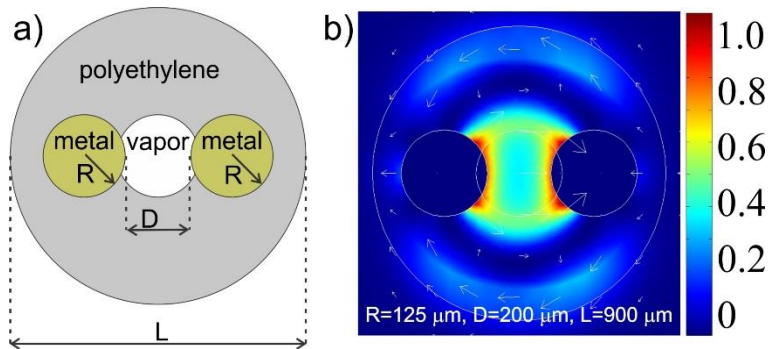 a)
polyethylene
metal
vapor
metal
R
R
D
L
b)
R=125 μm, D=200 μm, L=900 μm
1.0
0.8
0.6
0.4
0.2
0